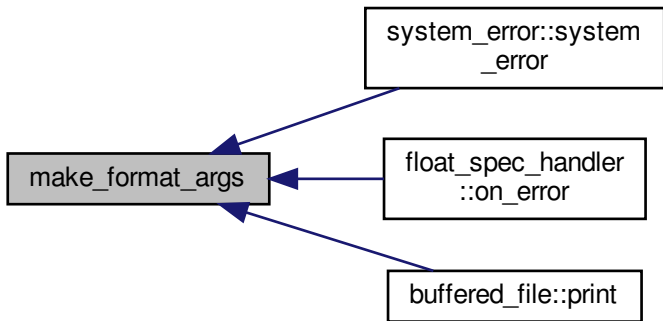 system_error::system
_error
make_format_args
float_spec_handler
::on_error
buffered_file::print